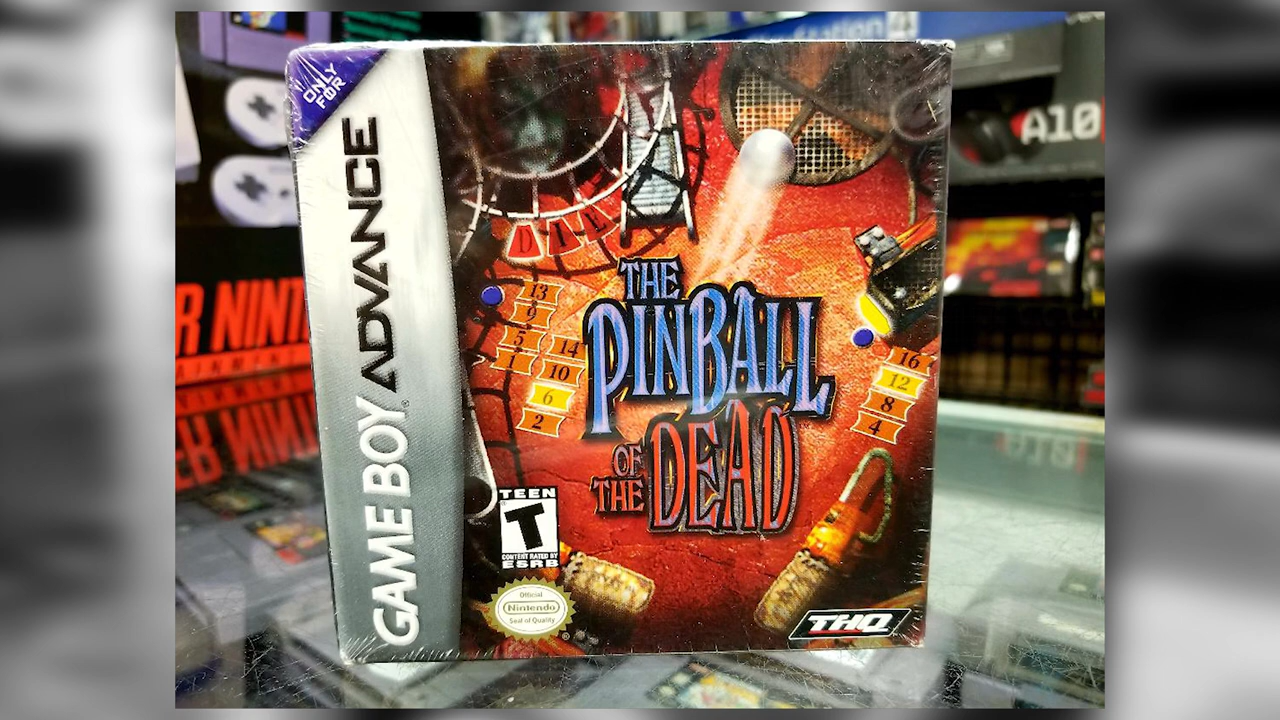 ONLY
FOR
GAME BOY ADVANCE
D I L
13
9
5 14
1 10
6
2
16
12
8
4
THE
PINBALL
OF
THE DEAD
TEEN
T
CONTENT RATED BY
ESRB
Official
Nintendo
Seal of Quality
THQ
A10
R NINT